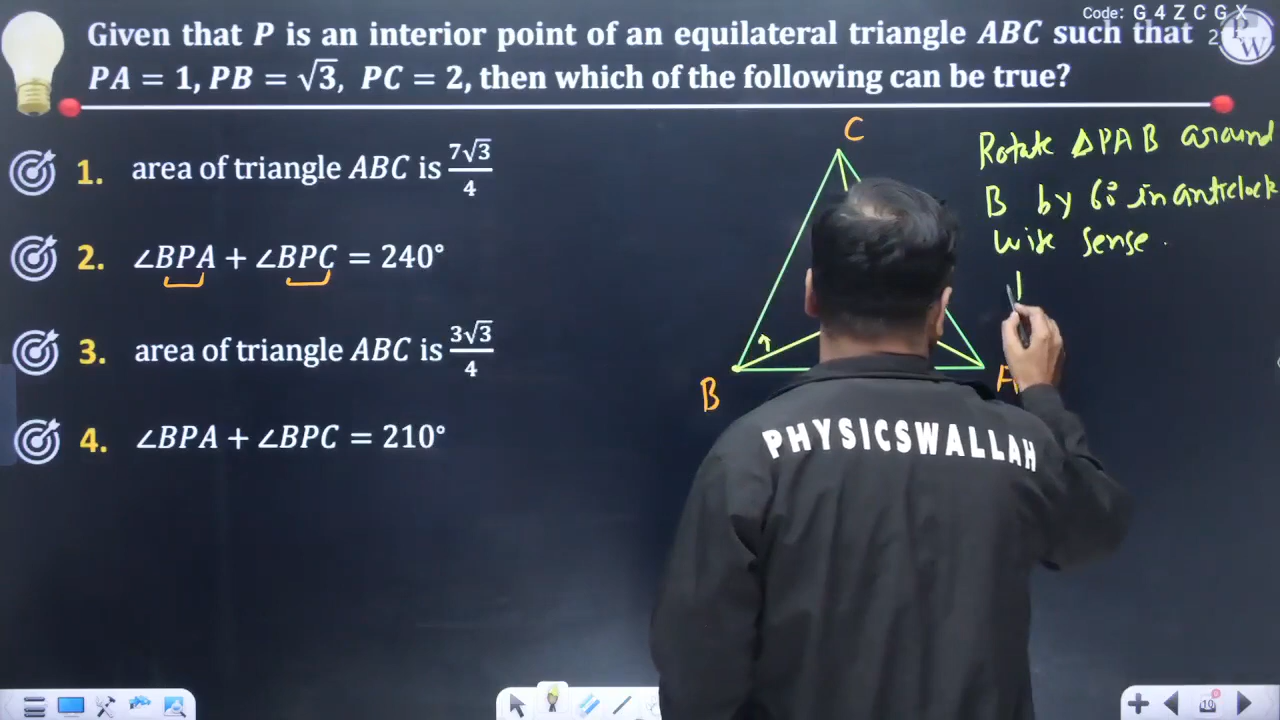 Code: G 4 Z C G X
Given that P is an interior point of an equilateral triangle ABC such that
PA = 1, PB = √3, PC = 2, then which of the following can be true?
1. area of triangle ABC is 7√3/4
2. ∠BPA + ∠BPC = 240°
3. area of triangle ABC is 3√3/4
4. ∠BPA + ∠BPC = 210°
C
B
Rotate ΔPAB around
B by 60° in anticlock
wise sense.
PHYSICSWALLAH
PW
10